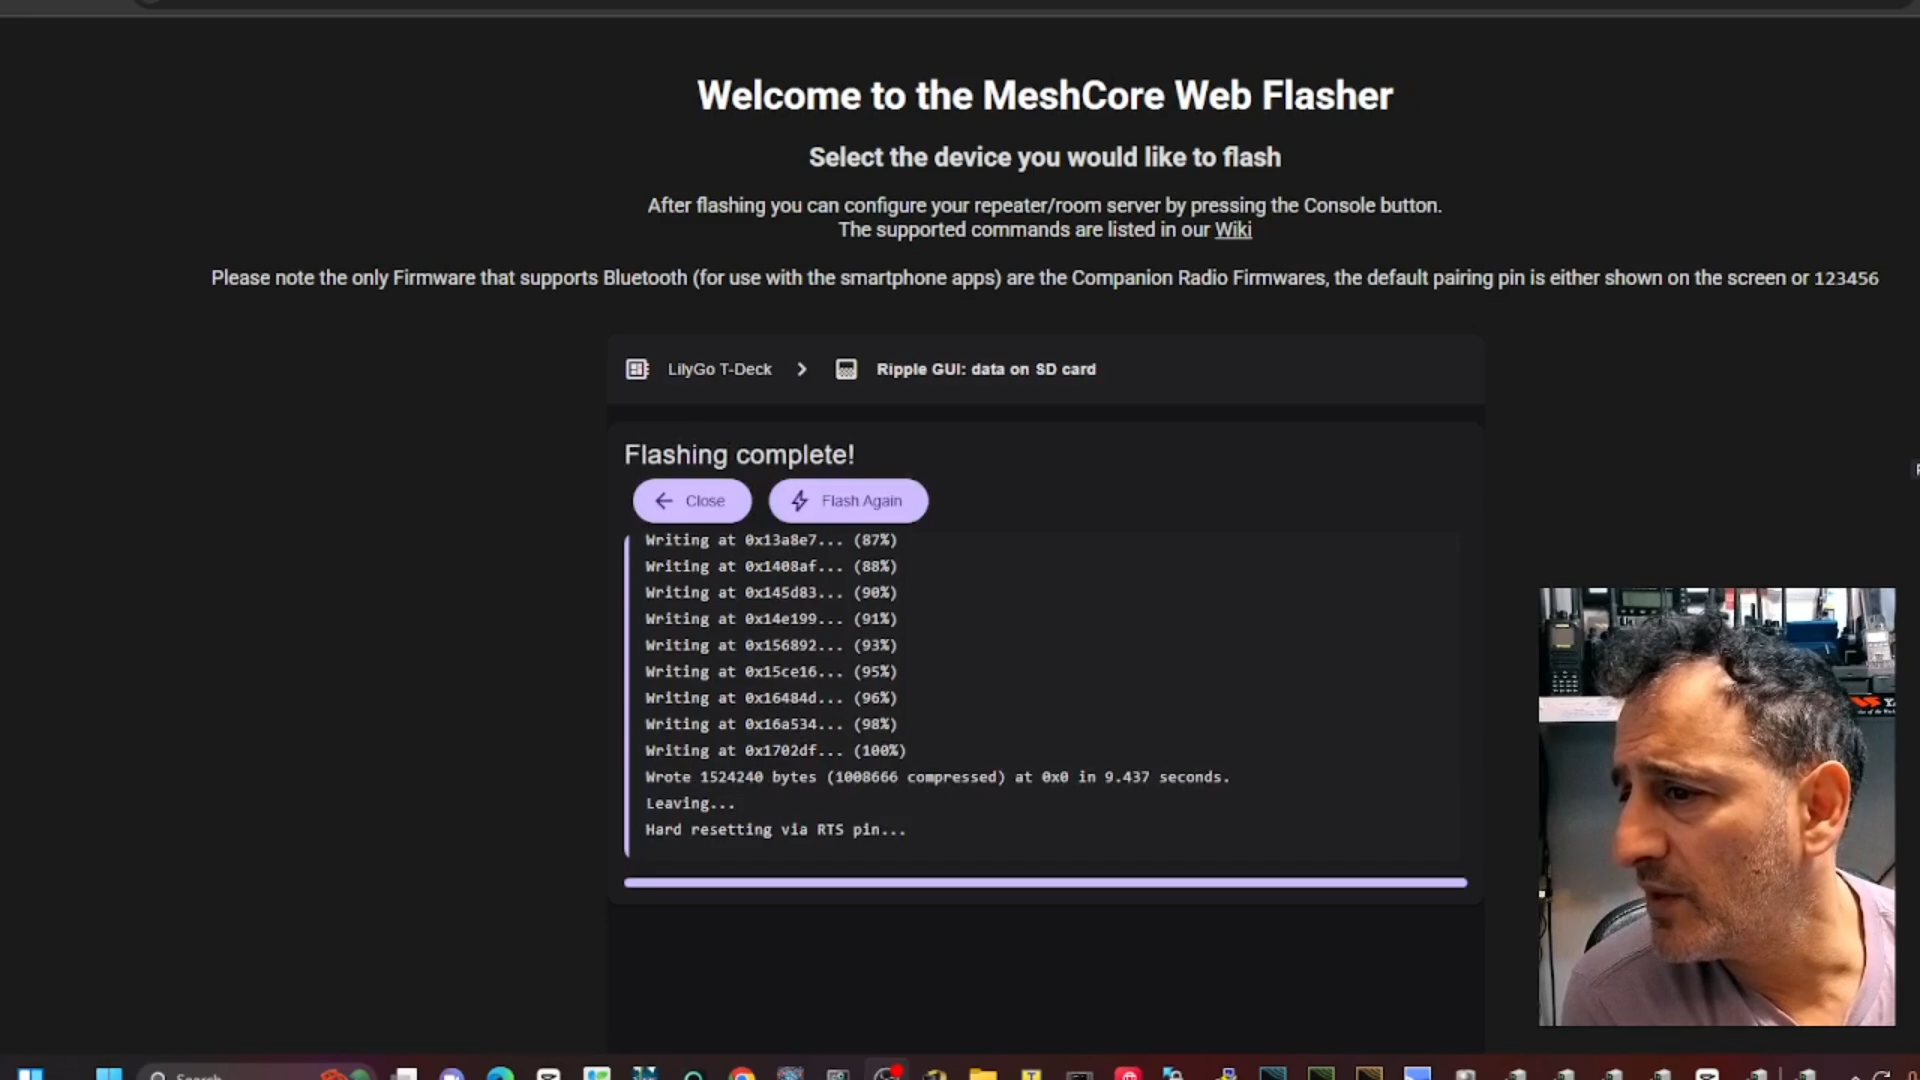 Welcome to the MeshCore Web Flasher
Select the device you would like to flash
After flashing you can configure your repeater/room server by pressing the Console button.
The supported commands are listed in our Wiki
Please note the only Firmware that supports Bluetooth (for use with the smartphone apps) are the Companion Radio Firmwares, the default pairing pin is either shown on the screen or 123456
LilyGo T-Deck
Ripple GUI: data on SD card
Flashing complete!
Close
Flash Again
Writing at 0x13a8e7... (87%)
Writing at 0x1408af... (88%)
Writing at 0x145d83... (90%)
Writing at 0x14e199... (91%)
Writing at 0x156892... (93%)
Writing at 0x15ce16... (95%)
Writing at 0x16484d... (96%)
Writing at 0x16a534... (98%)
Writing at 0x1702df... (100%)
Wrote 1524240 bytes (1008666 compressed) at 0x0 in 9.437 seconds.
Leaving...
Hard resetting via RTS pin...
Search